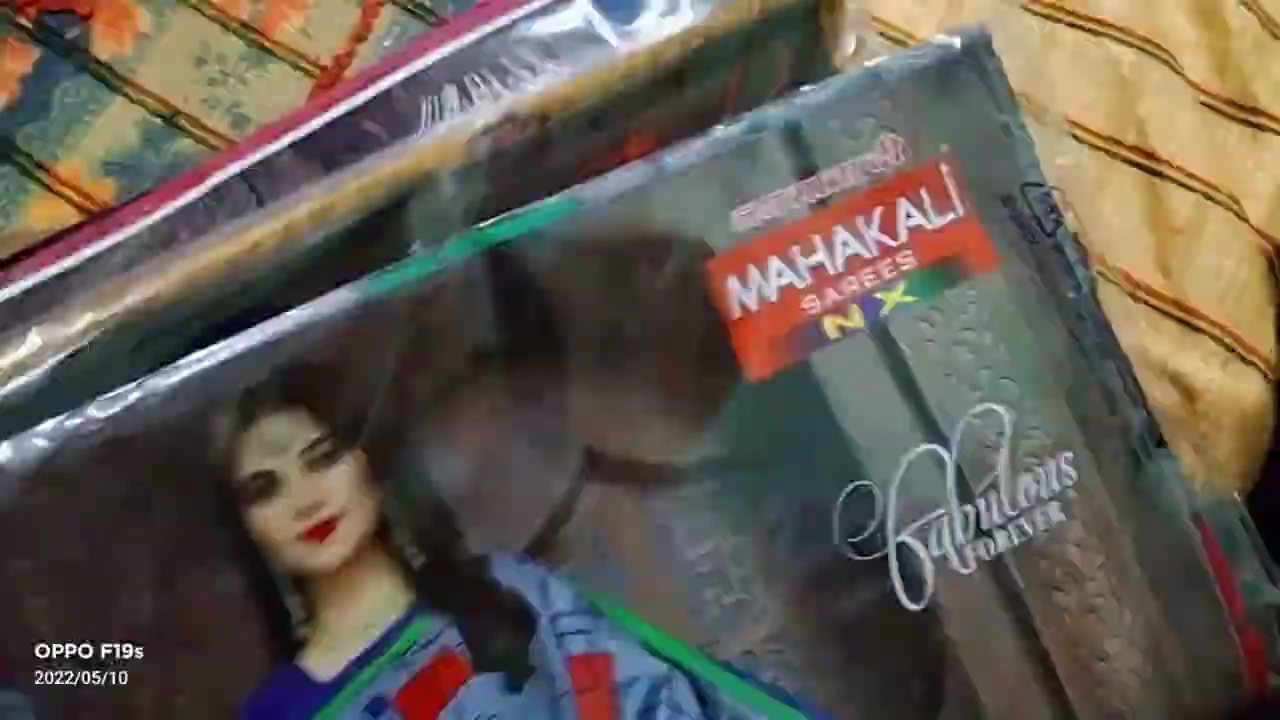 MAHAKALI
SAREES
NX
Fabulous
FOREVER
OPPO F19s
2022/05/10